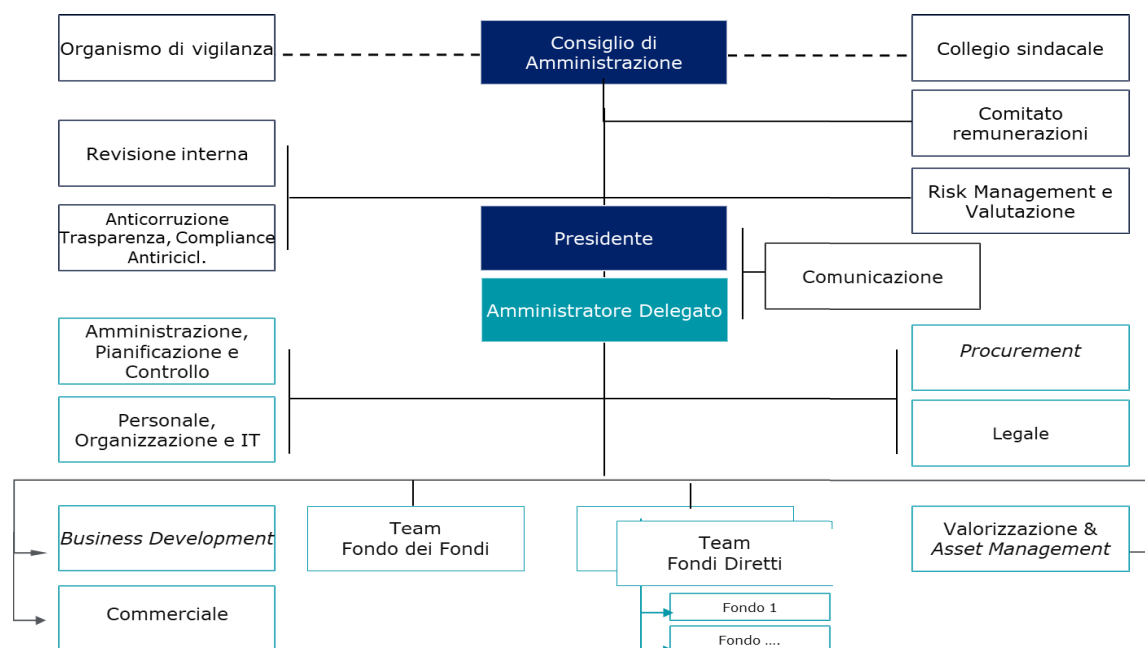 Organismo di vigilanza
Consiglio di
Amministrazione
Collegio sindacale
Comitato
remunerazioni
Revisione interna
Risk Management e
Valutazione
Anticorruzione
Trasparenza, Compliance
Antiricicl.
Presidente
Comunicazione
Amministratore Delegato
Amministrazione,
Pianificazione e
Controllo
Procurement
Personale,
Organizzazione e IT
Legale
Business Development
Team
Fondo dei Fondi
Team
Fondi Diretti
Valorizzazione &
Asset Management
Commerciale
Fondo 1
Fondo ....